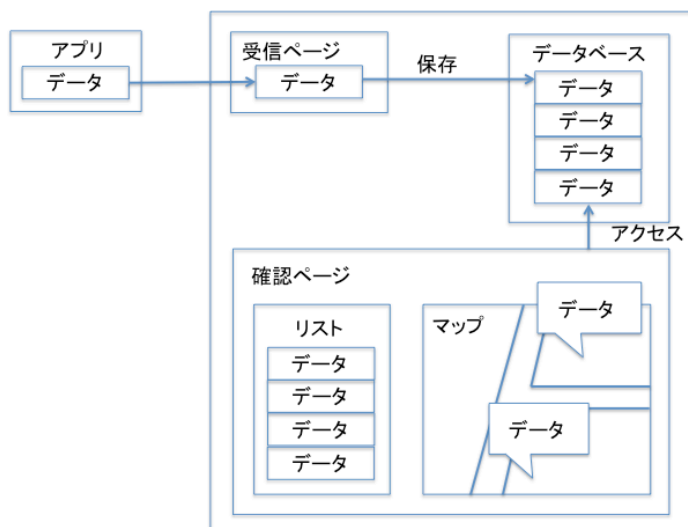 アプリ
データ
受信ページ
データ
保存
データベース
データ
データ
データ
データ
アクセス
確認ページ
リスト
データ
データ
データ
データ
マップ
データ
データ